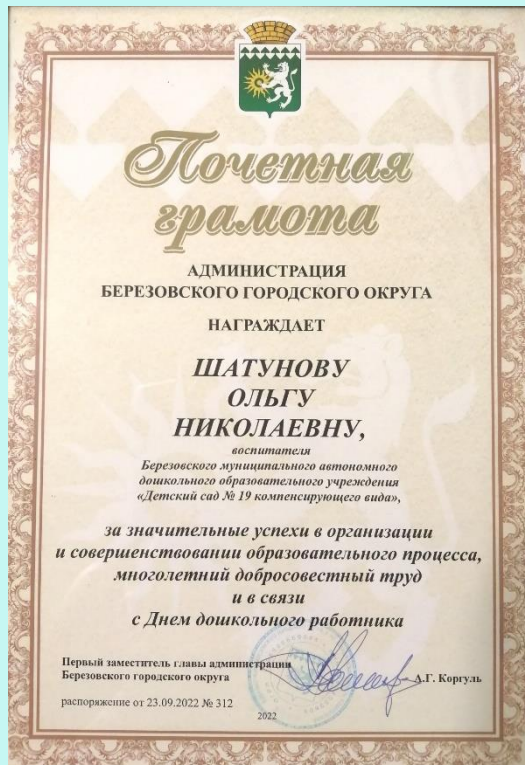 Почетная
грамота
АДМИНИСТРАЦИЯ
БЕРЕЗОВСКОГО ГОРОДСКОГО ОКРУГА
НАГРАЖДАЕТ
ШАТУНОВУ
ОЛЬГУ
НИКОЛАЕВНУ,
воспитателя
Березовского муниципального автономного
дошкольного образовательного учреждения
«Детский сад № 19 компенсирующего вида»,
за значительные успехи в организации
и совершенствовании образовательного процесса,
многолетний добросовестный труд
и в связи
с Днем дошкольного работника
Первый заместитель главы администрации
Березовского городского округа
А.Г. Коргуль
распоряжение от 23.09.2022 № 312
2022